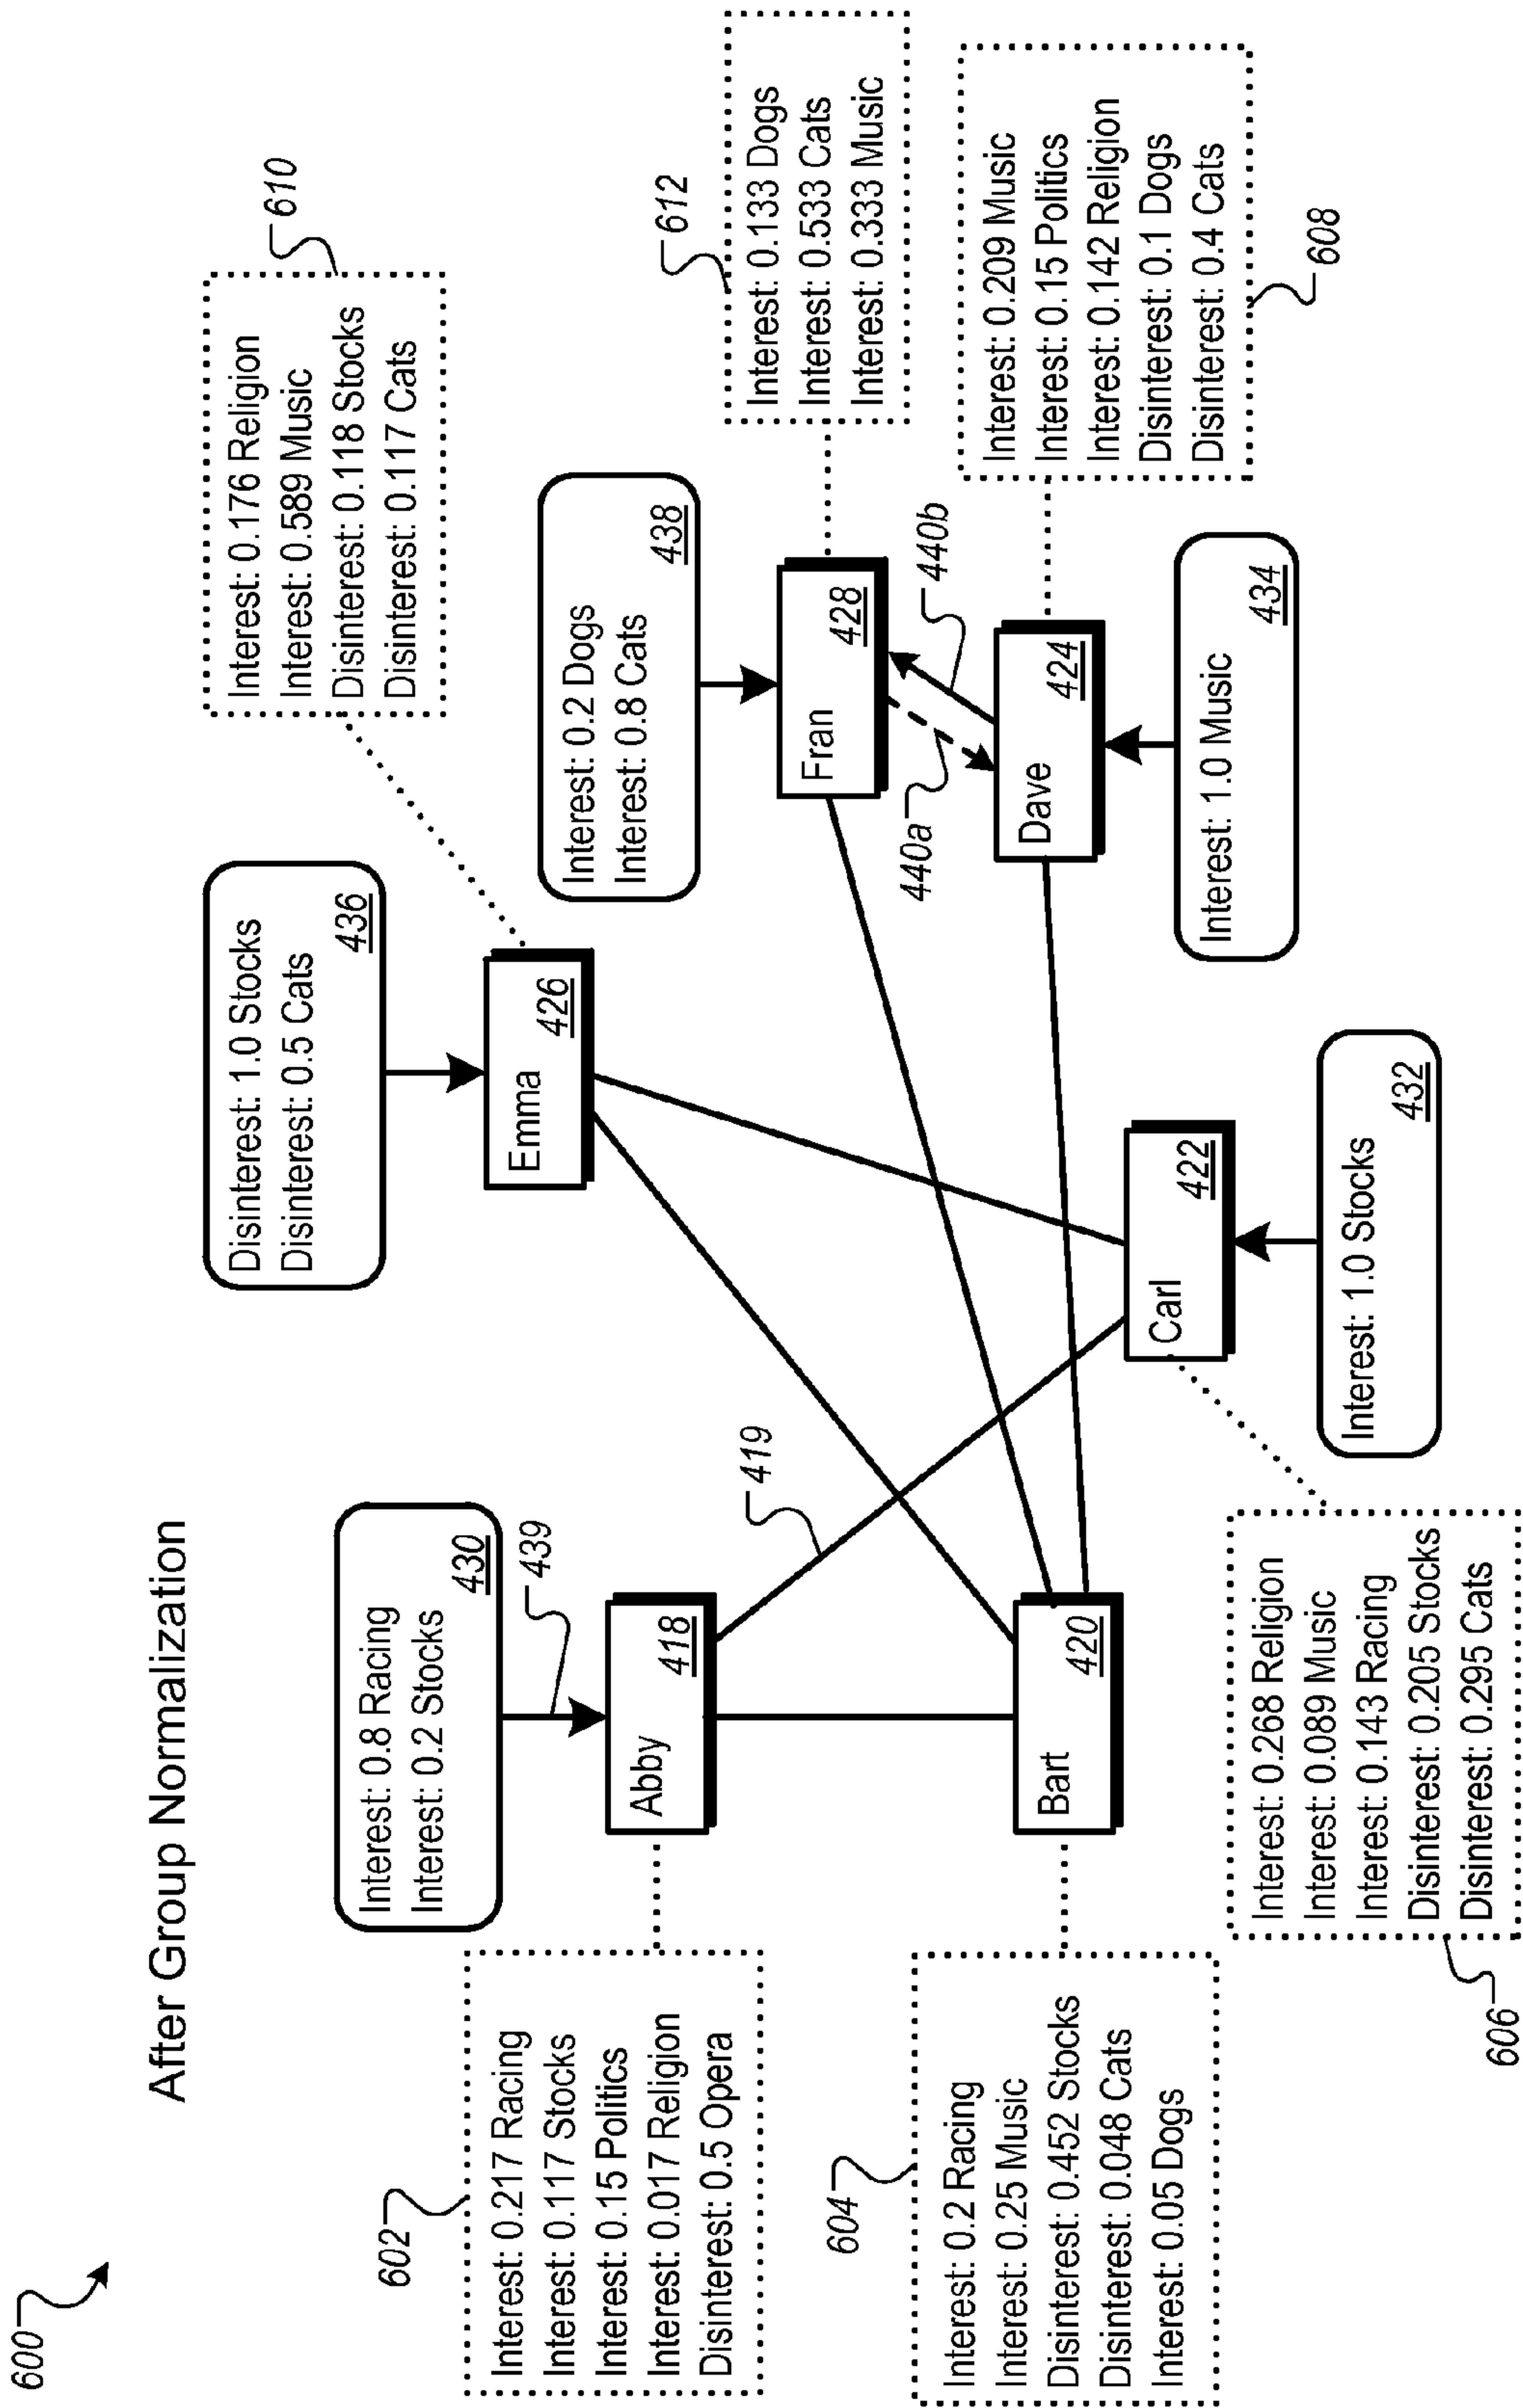 600
After Group Normalization
610
Interest: 0.176 Religion
Interest: 0.589 Music
Disinterest: 0.118 Stocks
Disinterest: 0.117 Cats
Disinterest: 1.0 Stocks
Disinterest: 0.5 Cats
436
Interest: 0.8 Racing
Interest: 0.2 Stocks
430
439
602
Interest: 0.217 Racing
Interest: 0.117 Stocks
Interest: 0.15 Politics
Interest: 0.017 Religion
Disinterest: 0.5 Opera
Abby
418
419
Emma
426
Interest: 0.2 Dogs
Interest: 0.8 Cats
438
612
Interest: 0.133 Dogs
Interest: 0.533 Cats
Interest: 0.333 Music
Fran
428
440a
440b
604
Interest: 0.2 Racing
Interest: 0.25 Music
Disinterest: 0.452 Stocks
Disinterest: 0.048 Cats
Interest: 0.05 Dogs
Bart
420
Dave
424
Interest: 0.209 Music
Interest: 0.15 Politics
Interest: 0.142 Religion
Disinterest: 0.1 Dogs
Disinterest: 0.4 Cats
608
Carl
422
Interest: 1.0 Music
434
Interest: 0.268 Religion
Interest: 0.089 Music
Interest: 0.143 Racing
Disinterest: 0.205 Stocks
Disinterest: 0.295 Cats
606
Interest: 1.0 Stocks
432